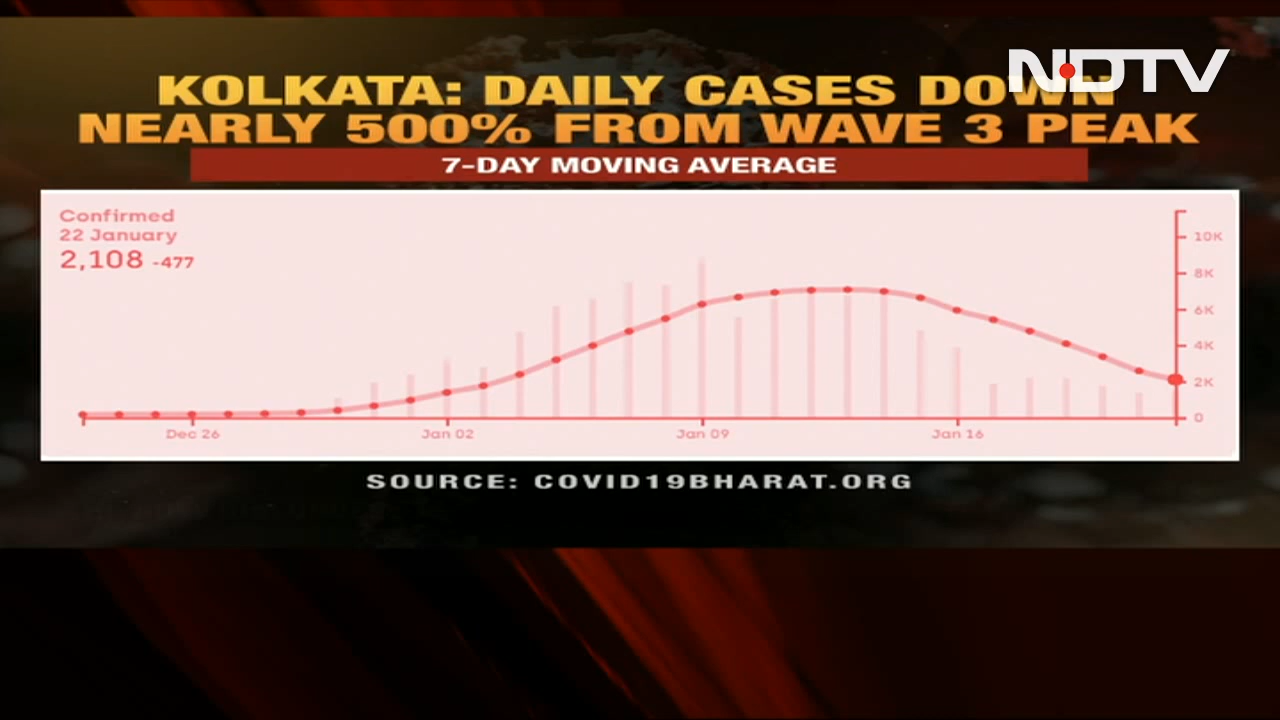 NDTV
KOLKATA: DAILY CASES DOWN
NEARLY 500% FROM WAVE 3 PEAK
7-DAY MOVING AVERAGE
Confirmed
22 January
2,108 -477
10K
8K
6K
4K
2K
0
Dec 26 Jan 02 Jan 09 Jan 16
SOURCE: COVID19BHARAT.ORG